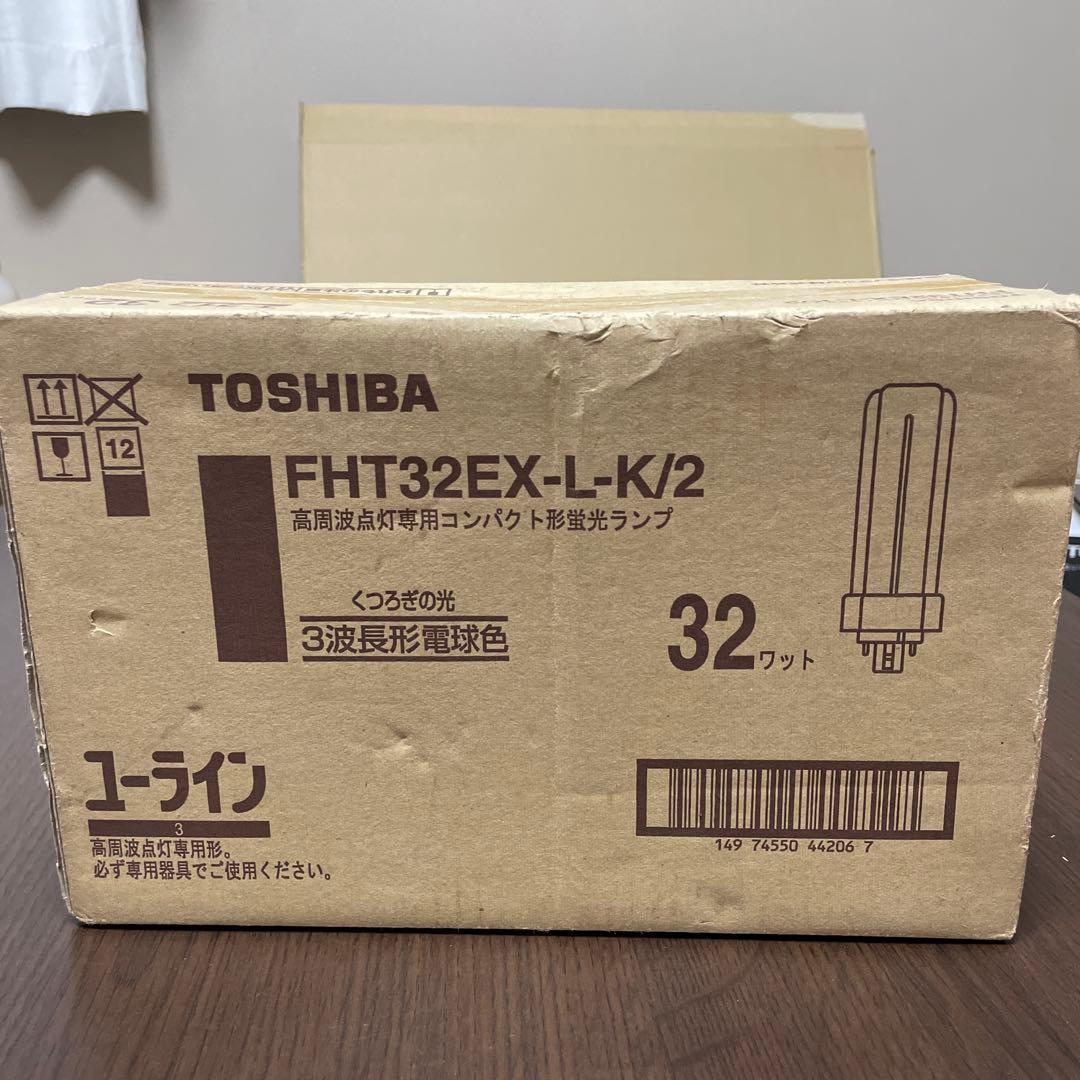 TOSHIBA
12
FHT32EX-L-K/2
高周波点灯専用コンパクト形蛍光ランプ
くつろぎの光
3波長形電球色
32ワット
ユーライン
3
高周波点灯専用形。
必ず専用器具でご使用ください。
149 74550 44206 7